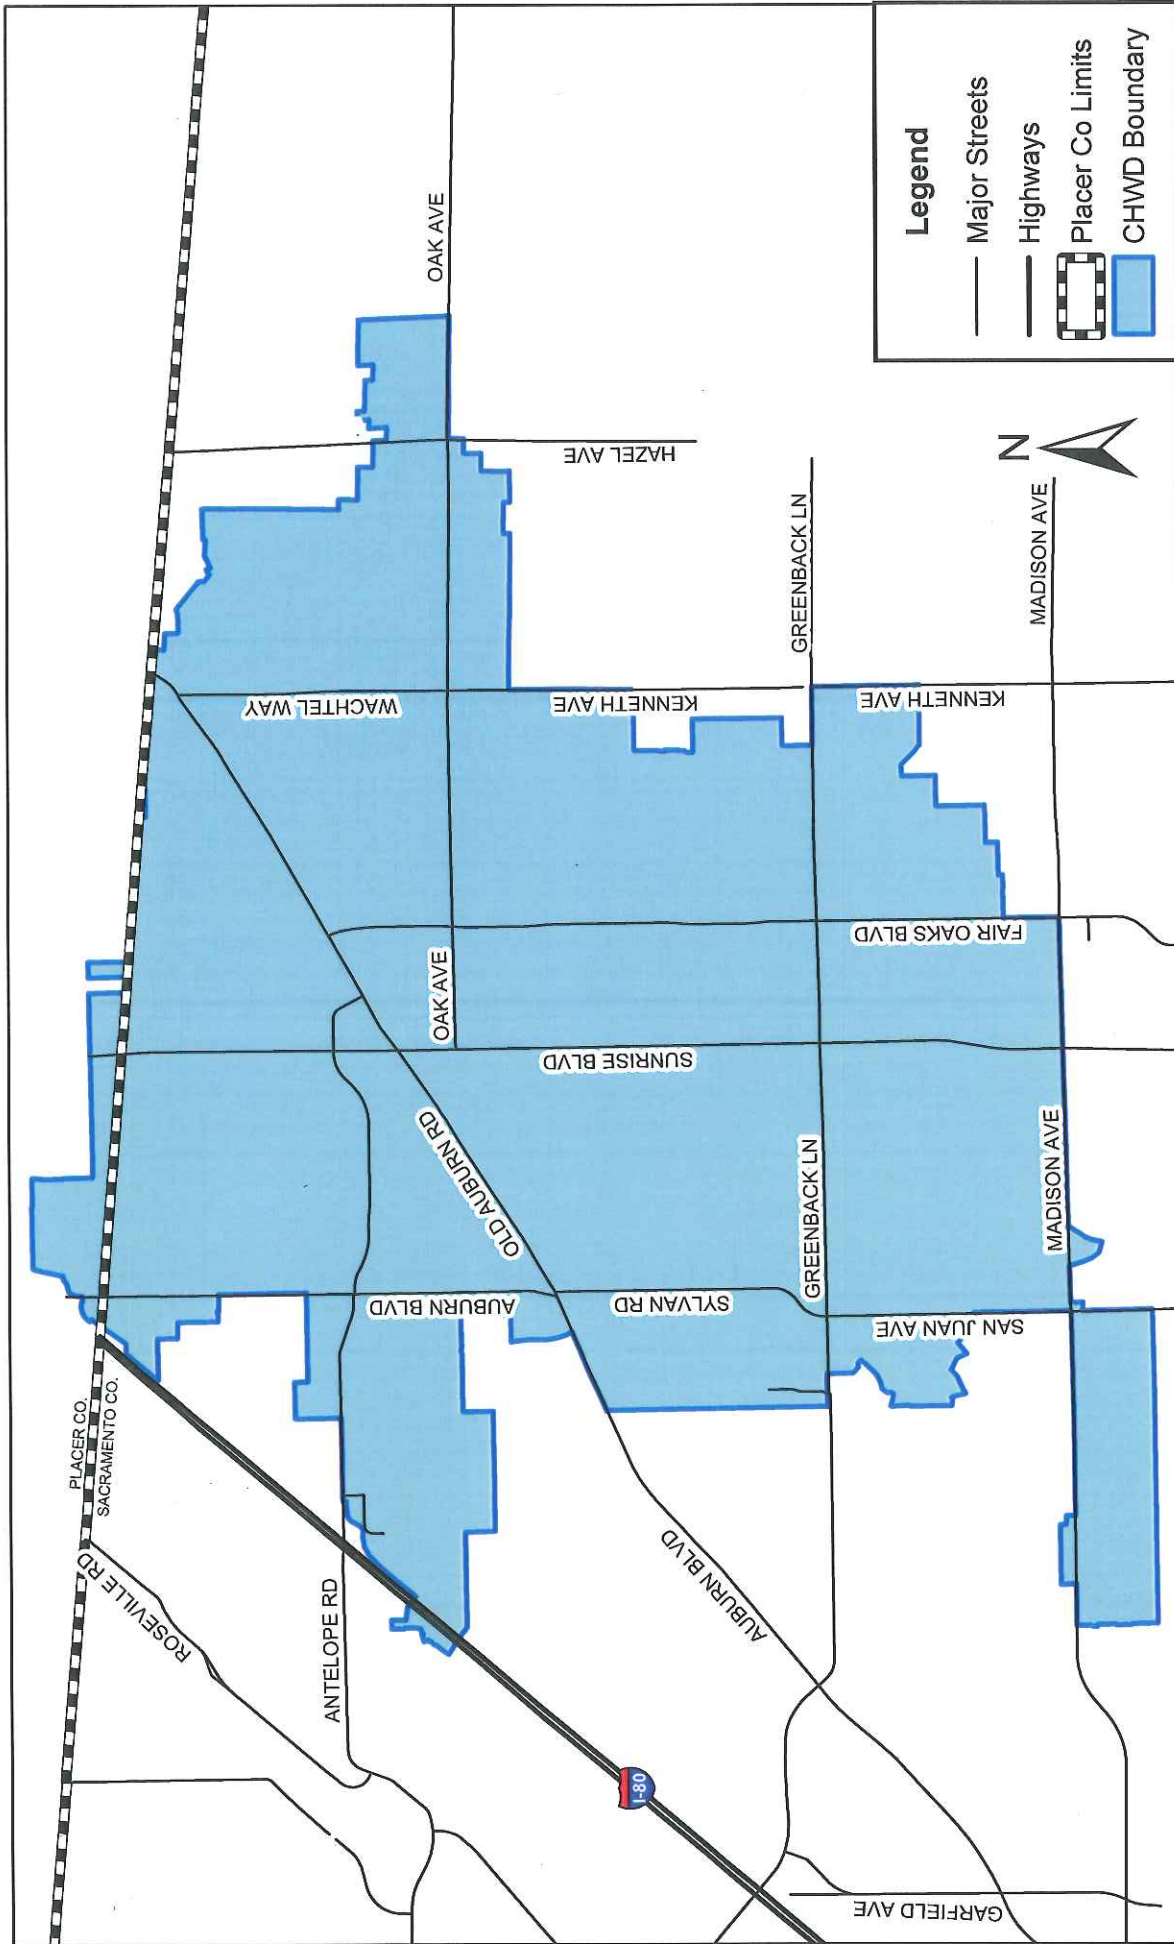 PLACER CO.
SACRAMENTO CO.
ROSEVILLE RD
ANTELOPE RD
I-80
AUBURN BLVD
GARFIELD AVE
AUBURN BLVD
OLD AUBURN RD
SYLVAN RD
SAN JUAN AVE
GREENBACK LN
MADISON AVE
SUNRISE BLVD
OAK AVE
FAIR OAKS BLVD
WACHTEL WAY
KENNETH AVE
KENNETH AVE
OAK AVE
HAZEL AVE
GREENBACK LN
MADISON AVE
N
Legend
Major Streets
Highways
Placer Co Limits
CHWD Boundary